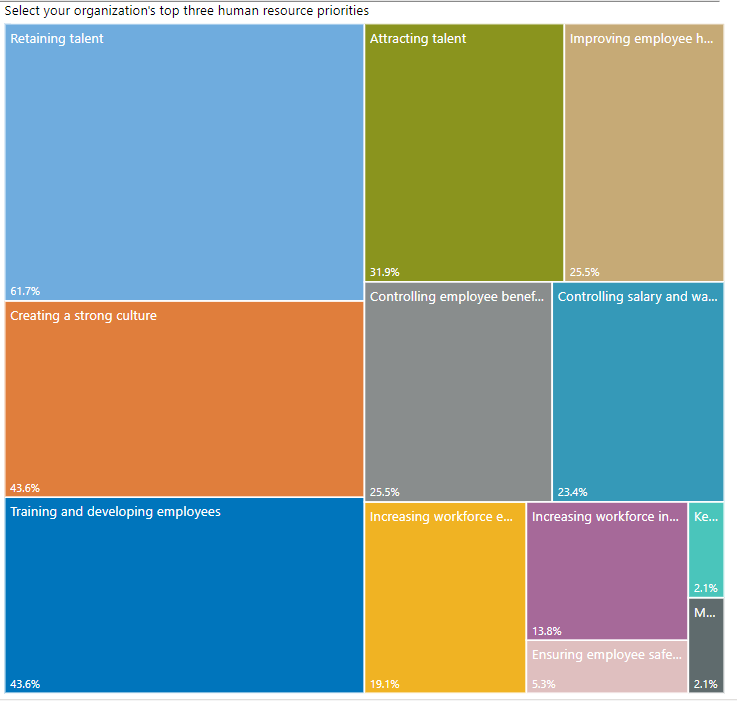 Select your organization's top three human resource priorities
Retaining talent
61.7%
Creating a strong culture
43.6%
Training and developing employees
43.6%
Attracting talent
31.9%
Improving employee h...
25.5%
Controlling employee benef...
25.5%
Controlling salary and wa...
23.4%
Increasing workforce e...
19.1%
Increasing workforce in...
13.8%
Ensuring employee safe...
5.3%
Ke...
2.1%
M...
2.1%